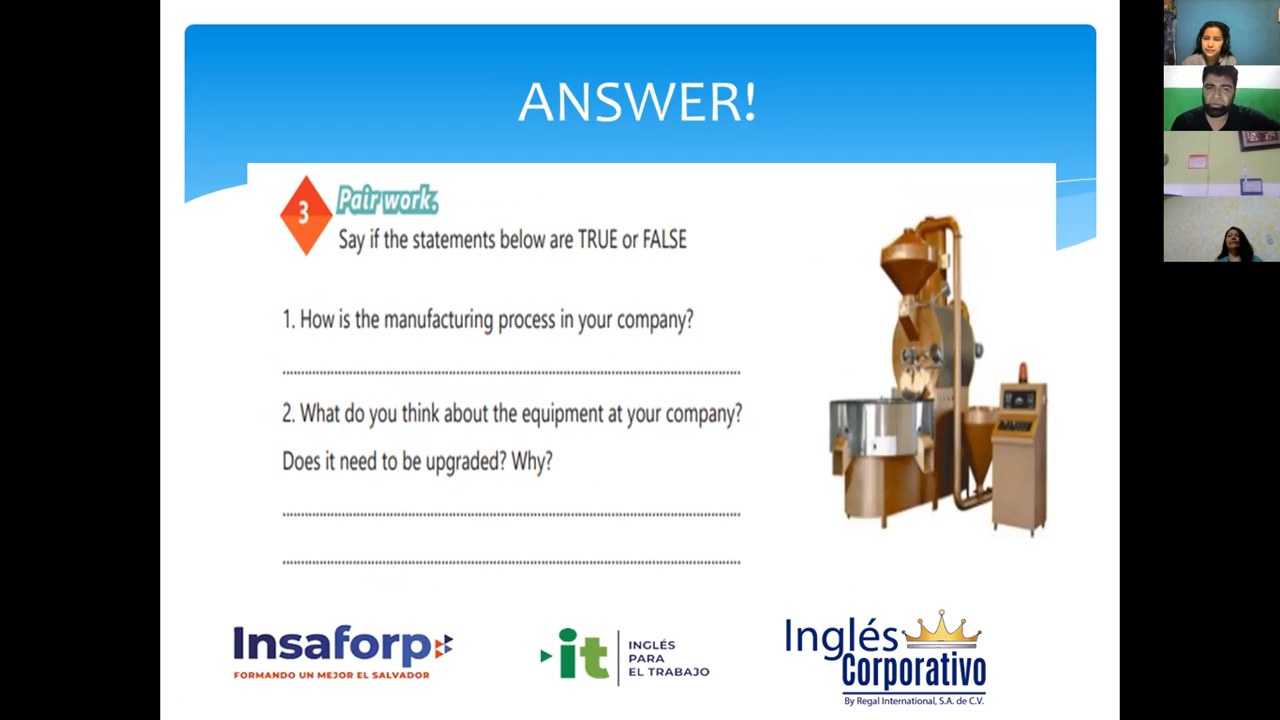 ANSWER!
3
Pair work.
Say if the statements below are TRUE or FALSE
1. How is the manufacturing process in your company?
2. What do you think about the equipment at your company?
Does it need to be upgraded? Why?
Insaforp
FORMANDO UN MEJOR EL SALVADOR
it
INGLÉS
PARA
EL TRABAJO
Inglés
Corporativo
By Regal International, S.A. de C.V.